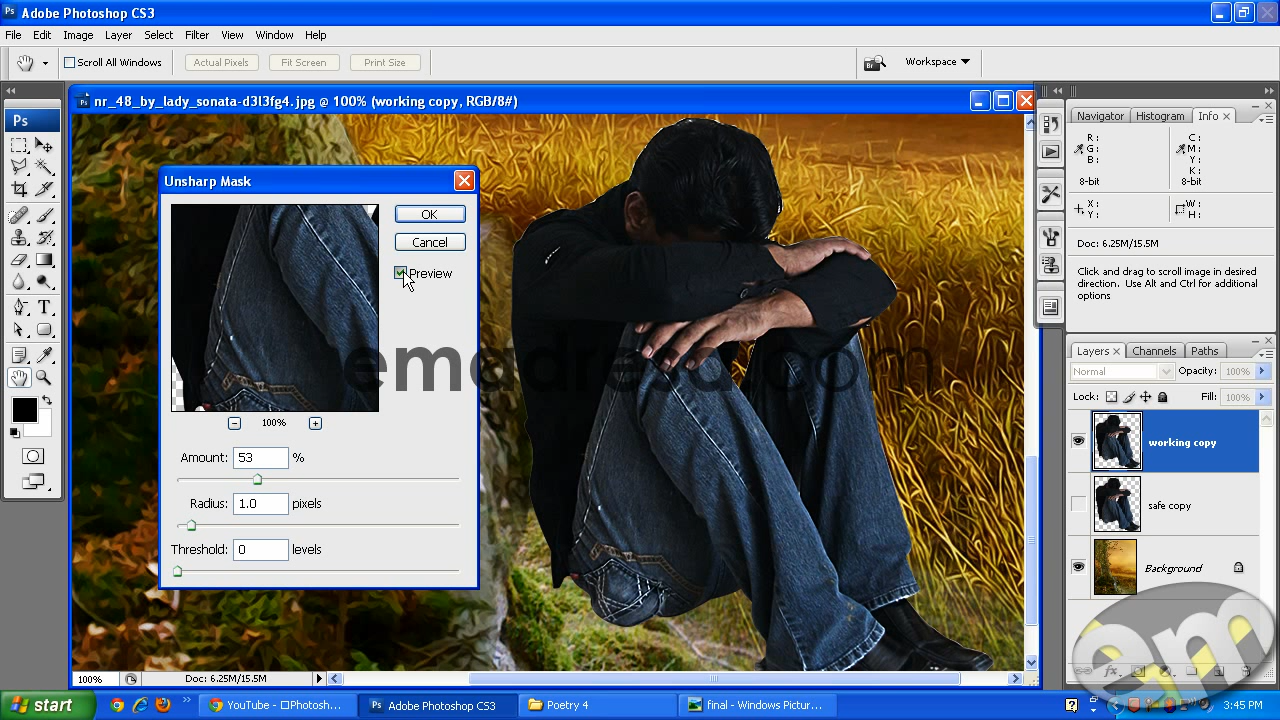 Adobe Photoshop CS3
File Edit Image Layer Select Filter View Window Help
Scroll All Windows Actual Pixels Fit Screen Print Size Workspace
nr_48_by_lady_sonata-d3l3fg4.jpg @ 100% (working copy, RGB/8#)
Ps
Navigator Histogram Info
R : C :
G : M :
B : Y :
K :
8-bit 8-bit
X : W :
Y : H :
Doc: 6.25M/15.5M
Click and drag to scroll image in desired
direction. Use Alt and Ctrl for additional
options
Unsharp Mask
OK
Cancel
Preview
100%
Amount: 53 %
Radius: 1.0 pixels
Threshold: 0 levels
emadresa.com
Layers Channels Paths
Normal Opacity: 100%
Lock: Fill: 100%
working copy
safe copy
Background
em
100% Doc: 6.25M/15.5M
start YouTube - Photosh... Adobe Photoshop CS3 Poetry 4 final - Windows Pictur... 3:45 PM